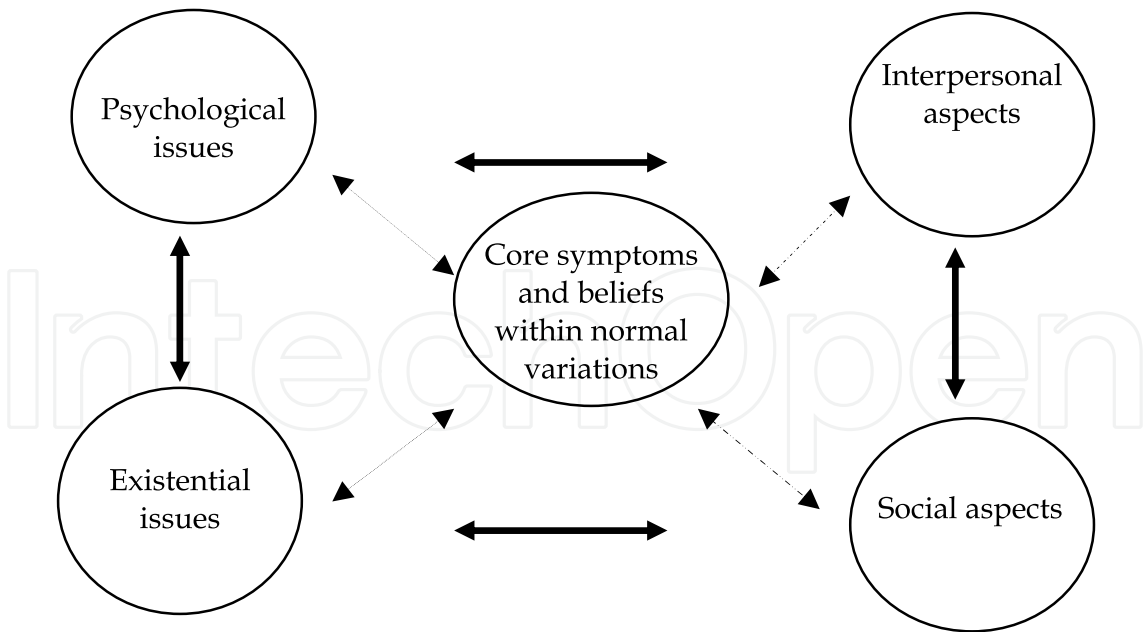 Psychological
issues
Interpersonal
aspects
Core symptoms
and beliefs
within normal
variations
Existential
issues
Social aspects
IntechOpen